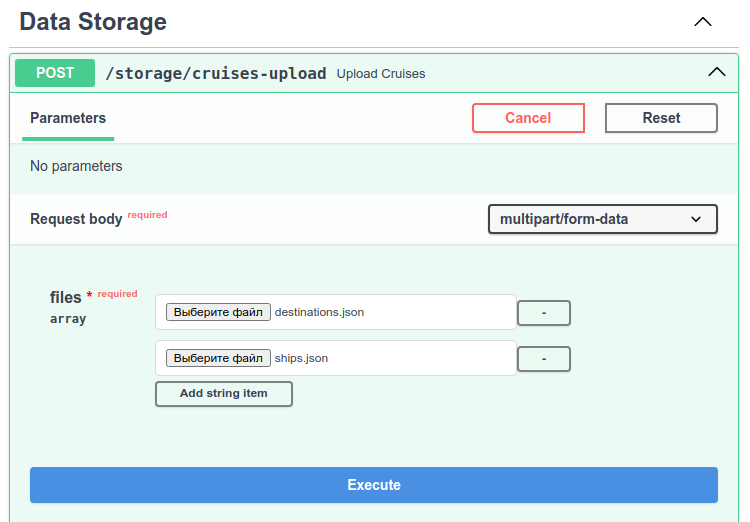 Data Storage
POST /storage/cruises-upload Upload Cruises
Parameters Cancel Reset
No parameters
Request body required multipart/form-data
files * required
array
Выберите файл destinations.json -
Выберите файл ships.json -
Add string item
Execute